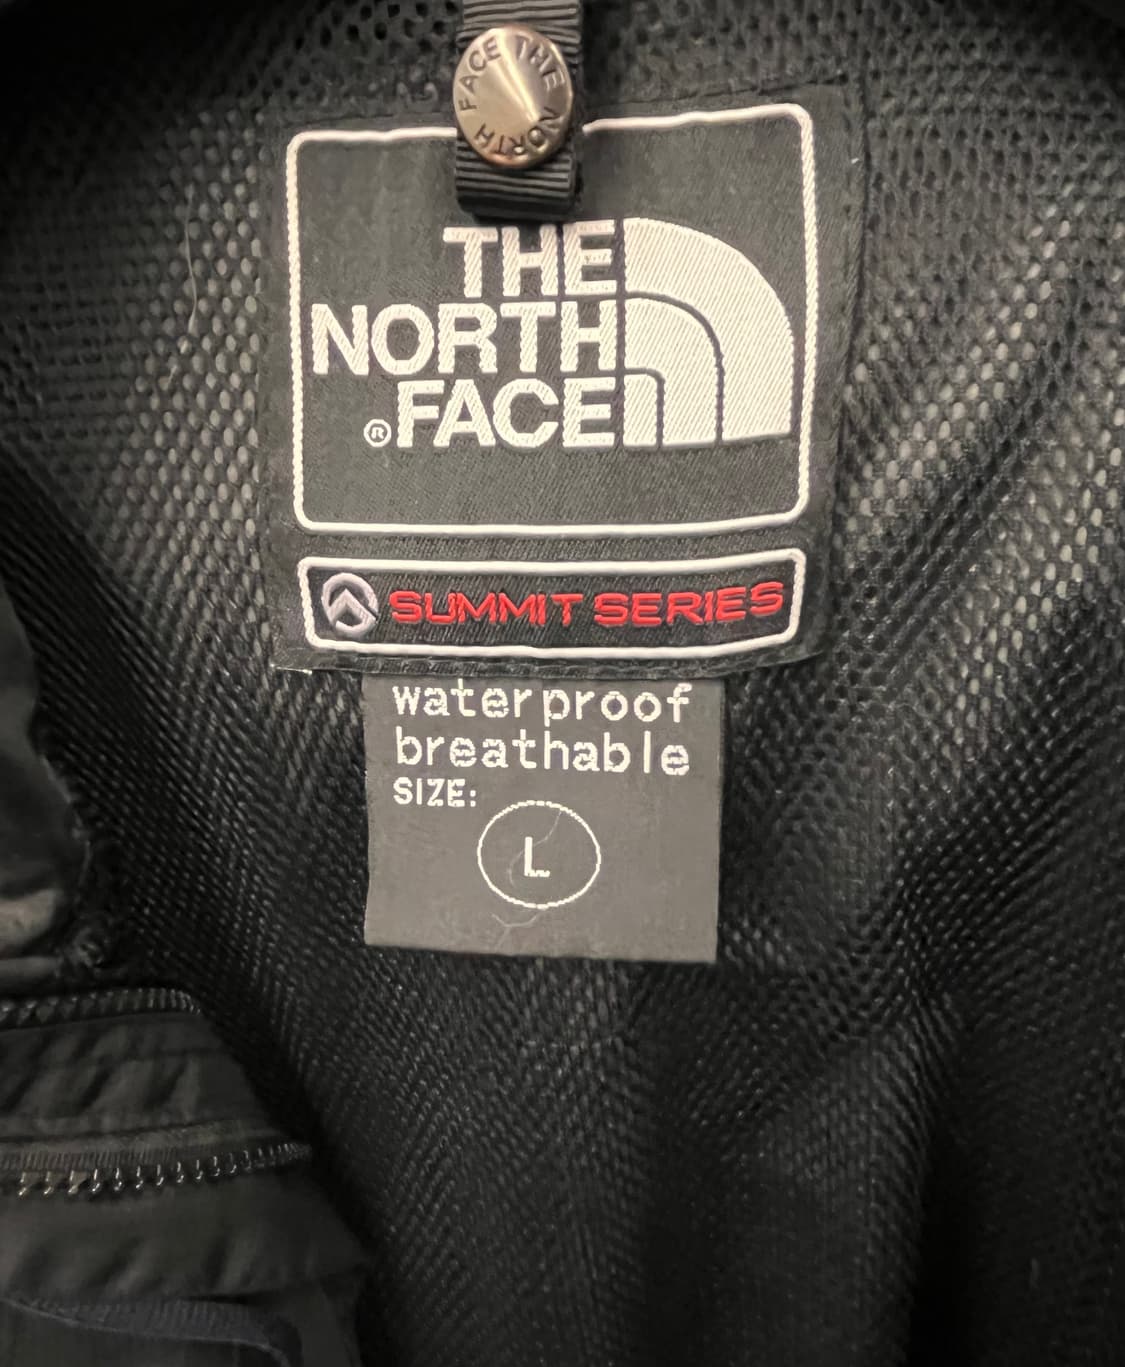 THE NORTH FACE
THE
NORTH
® FACE
SUMMIT SERIES
waterproof
breathable
SIZE:
L